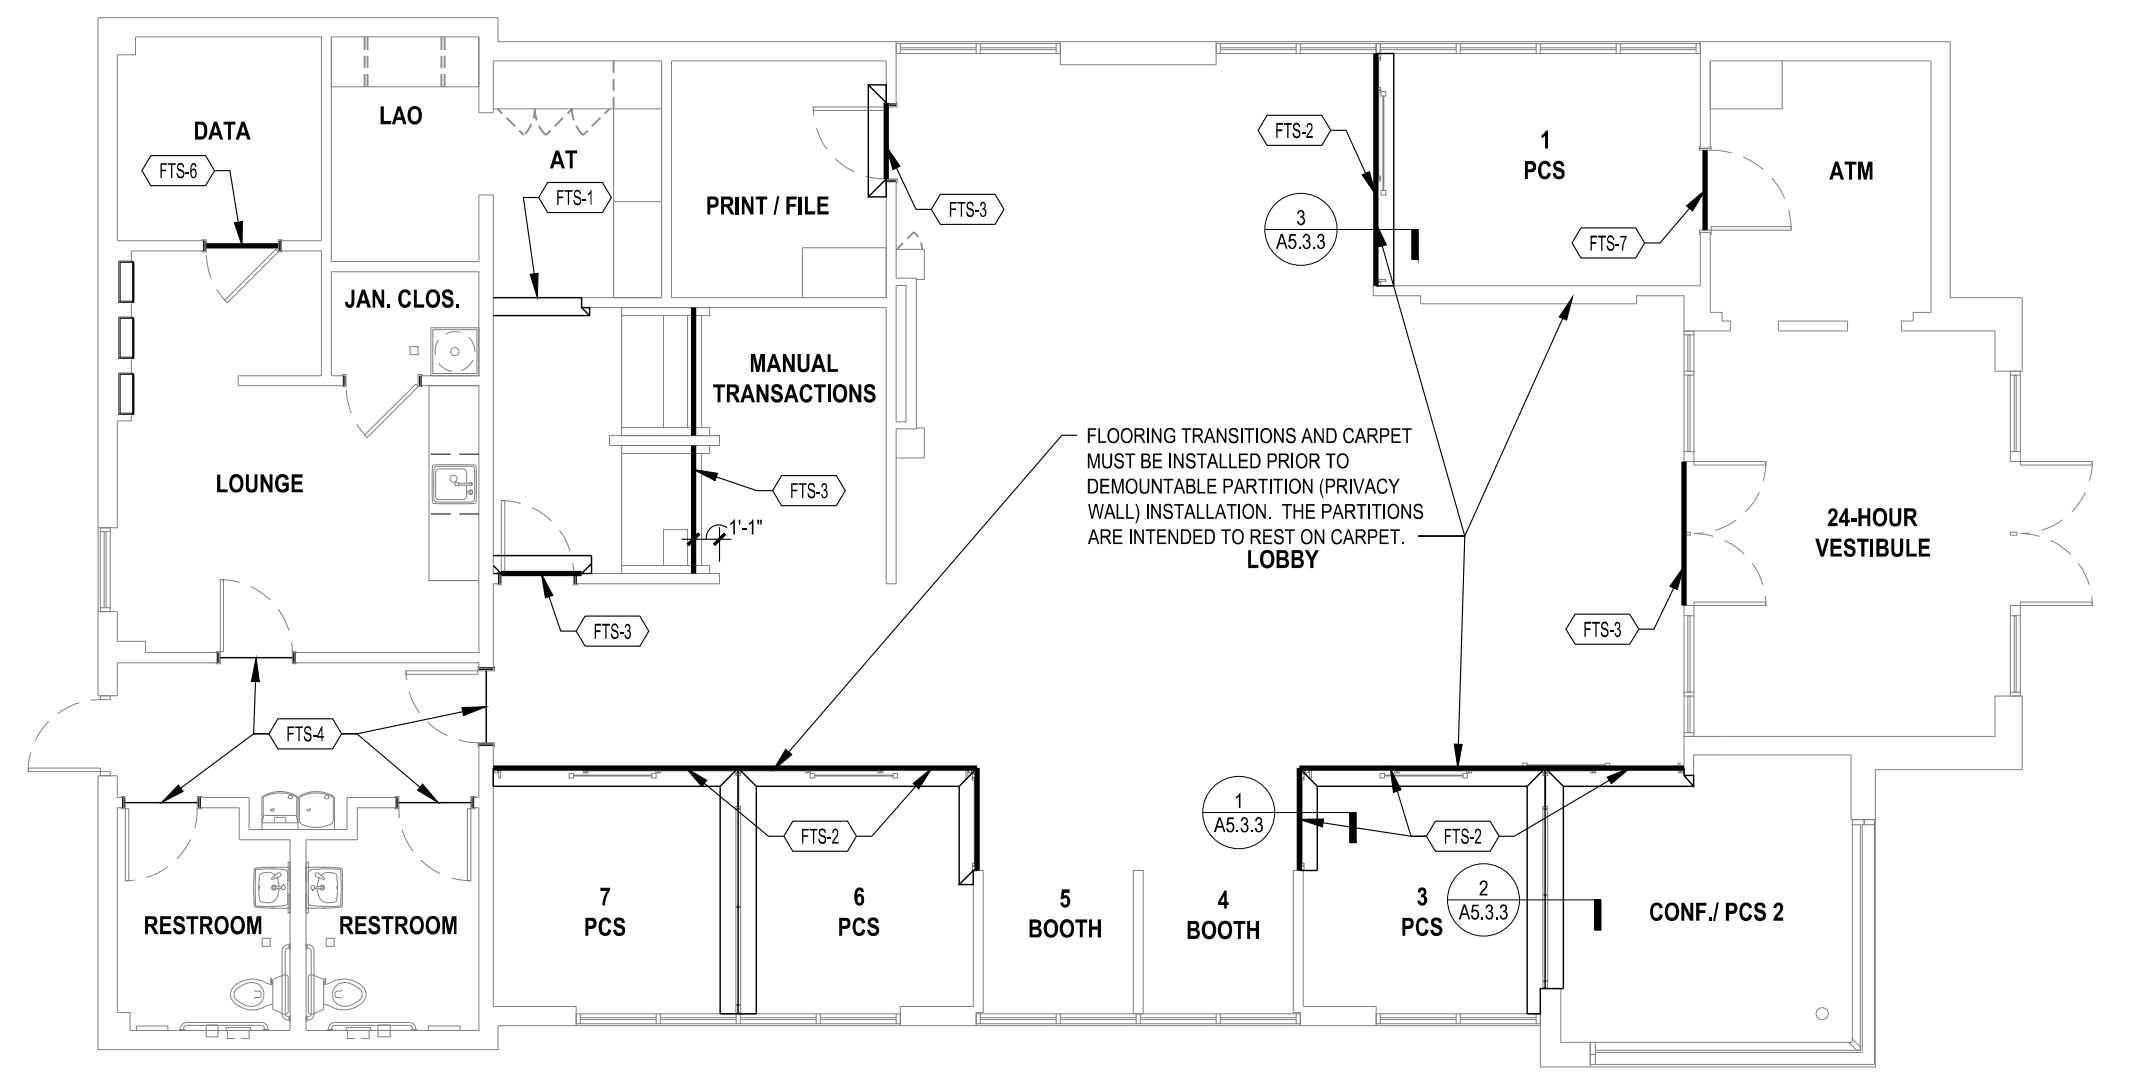 LAO
DATA
AT
FTS-6
FTS-1
PRINT / FILE
FTS-3
FTS-2
1
PCS
ATM
3
A5.3.3
FTS-7
JAN. CLOS.
MANUAL
TRANSACTIONS
LOUNGE
FTS-3
1'-1"
FLOORING TRANSITIONS AND CARPET
MUST BE INSTALLED PRIOR TO
DEMOUNTABLE PARTITION (PRIVACY
WALL) INSTALLATION. THE PARTITIONS
ARE INTENDED TO REST ON CARPET.
LOBBY
24-HOUR
VESTIBULE
FTS-3
FTS-3
FTS-4
1
A5.3.3
FTS-2
FTS-2
2
A5.3.3
RESTROOM
RESTROOM
7
PCS
6
PCS
5
BOOTH
4
BOOTH
3
PCS
CONF./ PCS 2